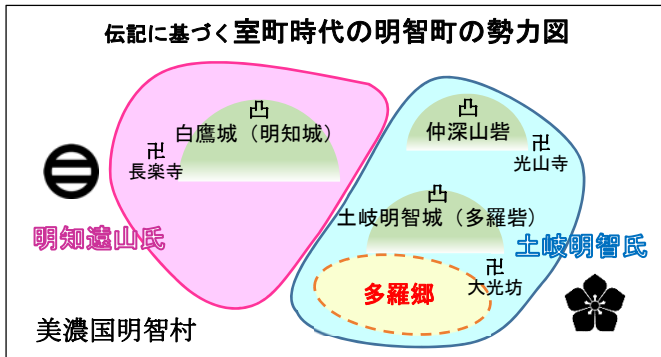 伝記に基づく室町時代の明智町の勢力図
凸
白鷹城（明知城）
卍
長楽寺
明知遠山氏
凸
仲深山砦
卍
光山寺
凸
土岐明智城（多羅砦）
土岐明智氏
卍
大光坊
多羅郷
美濃国明智村